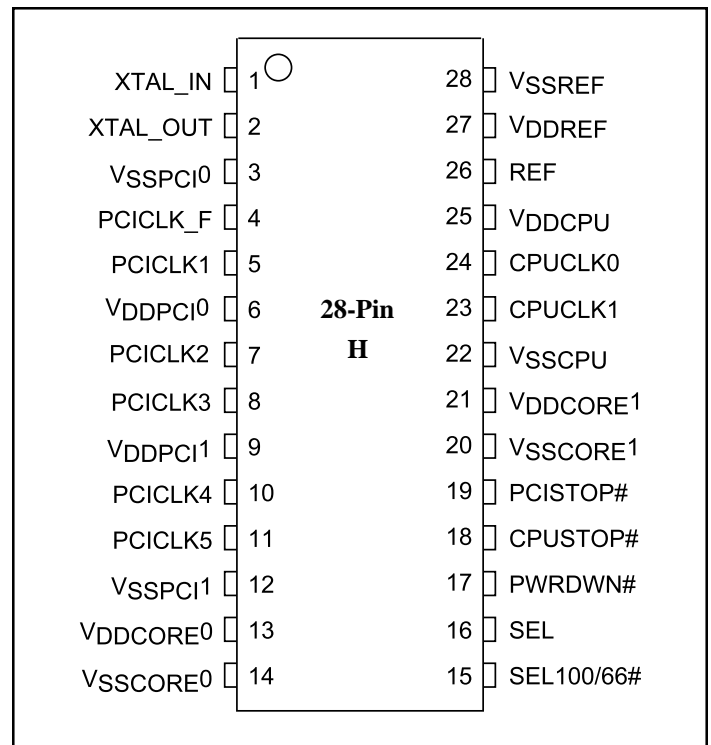 XTAL_IN 1 28 VSSREF
XTAL_OUT 2 27 VDDREF
VSSPCI0 3 26 REF
PCICLK_F 4 25 VDDCPU
PCICLK1 5 24 CPUCLK0
VDDPCI0 6 28-Pin 23 CPUCLK1
PCICLK2 7 H 22 VSSCPU
PCICLK3 8 21 VDDCORE1
VDDPCI1 9 20 VSSCORE1
PCICLK4 10 19 PCISTOP#
PCICLK5 11 18 CPUSTOP#
VSSPCI1 12 17 PWRDWN#
VDDCORE0 13 16 SEL
VSSCORE0 14 15 SEL100/66#